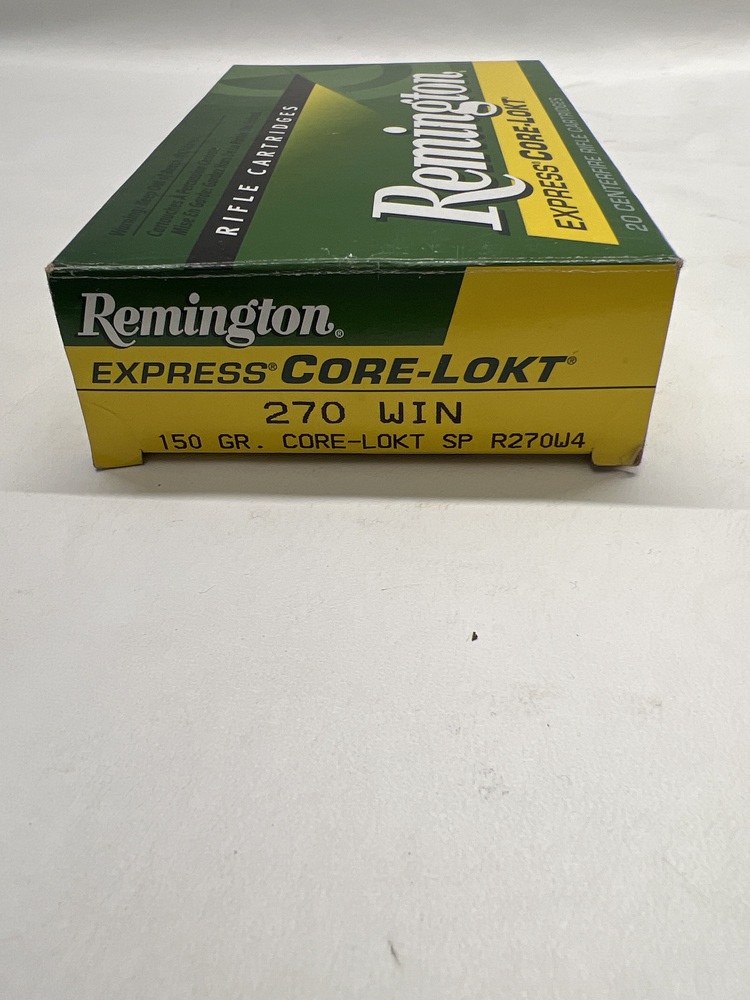 RIFLE CARTRIDGES
Remington®
EXPRESS® CORE-LOKT®
20 CENTERFIRE RIFLE CARTRIDGES
Remington®
EXPRESS® CORE-LOKT®
270 WIN
150 GR. CORE-LOKT SP R270W4